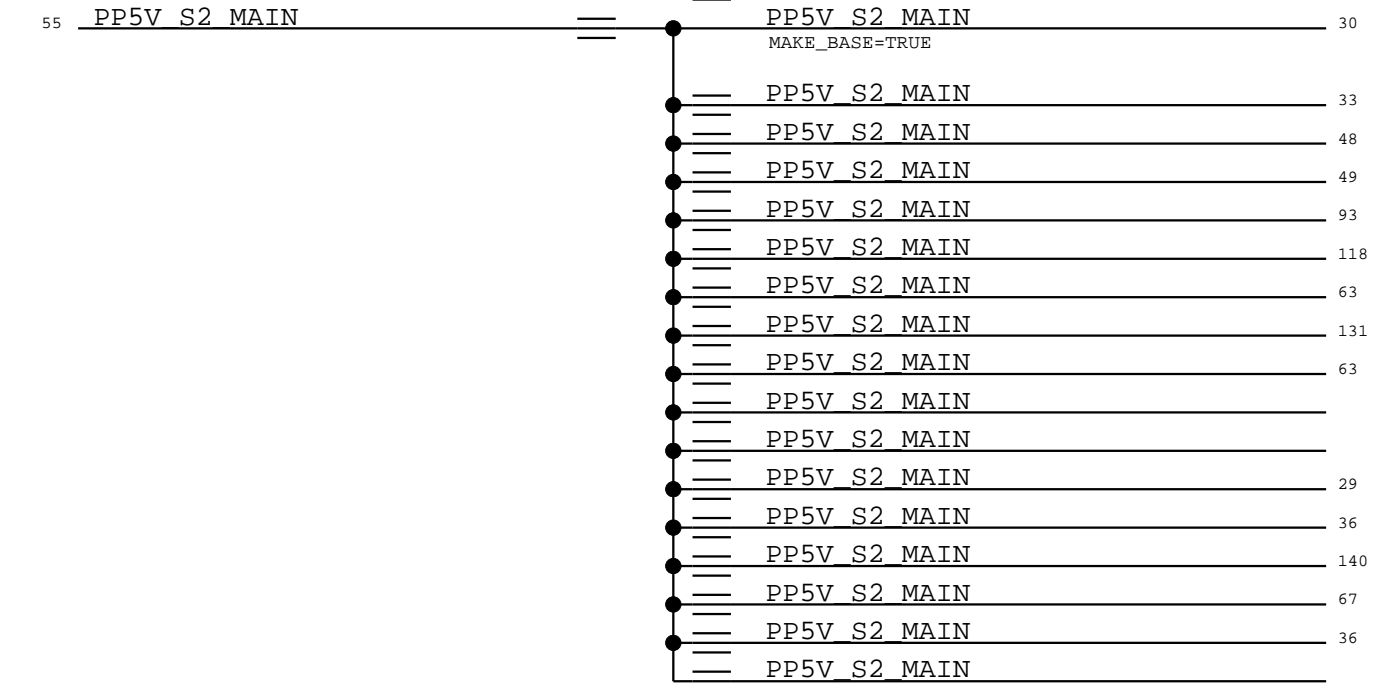 55 PP5V_S2_MAIN PP5V_S2_MAIN 30
MAKE_BASE=TRUE
PP5V_S2_MAIN 33
PP5V_S2_MAIN 48
PP5V_S2_MAIN 49
PP5V_S2_MAIN 93
PP5V_S2_MAIN 118
PP5V_S2_MAIN 63
PP5V_S2_MAIN 131
PP5V_S2_MAIN 63
PP5V_S2_MAIN
PP5V_S2_MAIN
PP5V_S2_MAIN 29
PP5V_S2_MAIN 36
PP5V_S2_MAIN 140
PP5V_S2_MAIN 67
PP5V_S2_MAIN 36
PP5V_S2_MAIN